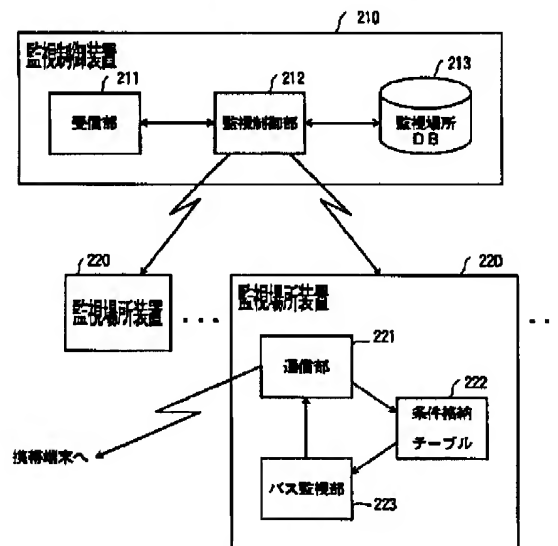 210
監視制御装置
211
212
213
受信部
監視制御部
監視場所
DB
220
220
監視場所装置
・・・
監視場所装置
・・・
221
通信部
222
条件格納
テーブル
携帯端末へ
バス監視部
223